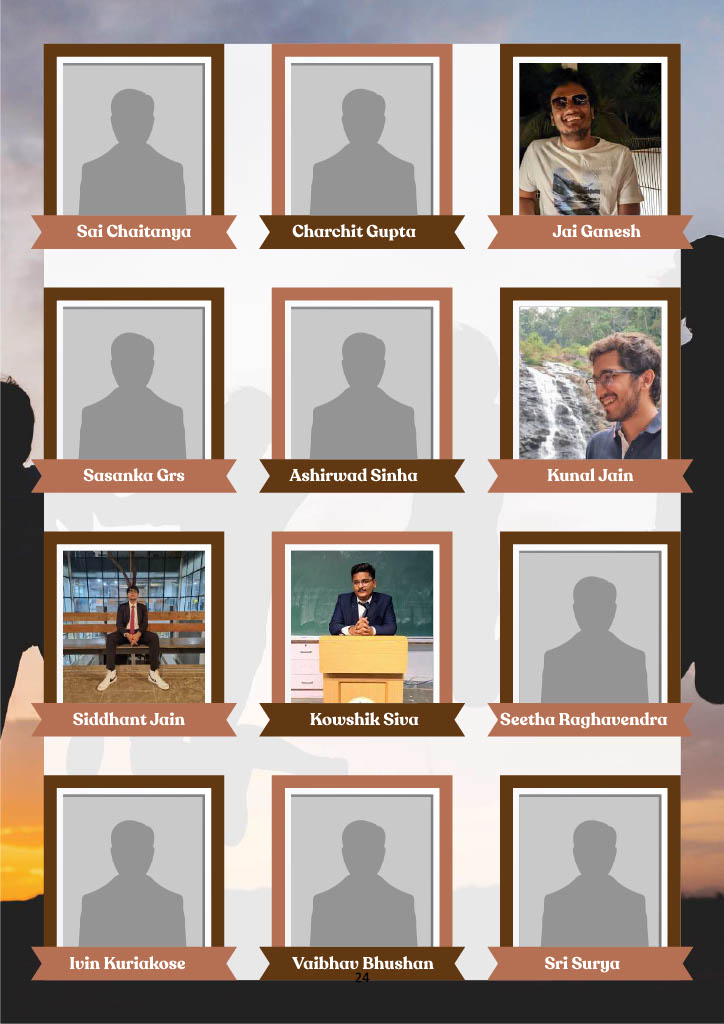 Sai Chaitanya
Charchit Gupta
Jai Ganesh
Sasanka Grs
Ashirwad Sinha
Kunal Jain
Siddhant Jain
Kowshik Siva
Seetha Raghavendra
Ivin Kuriakose
Vaibhav Bhushan
Sri Surya
24